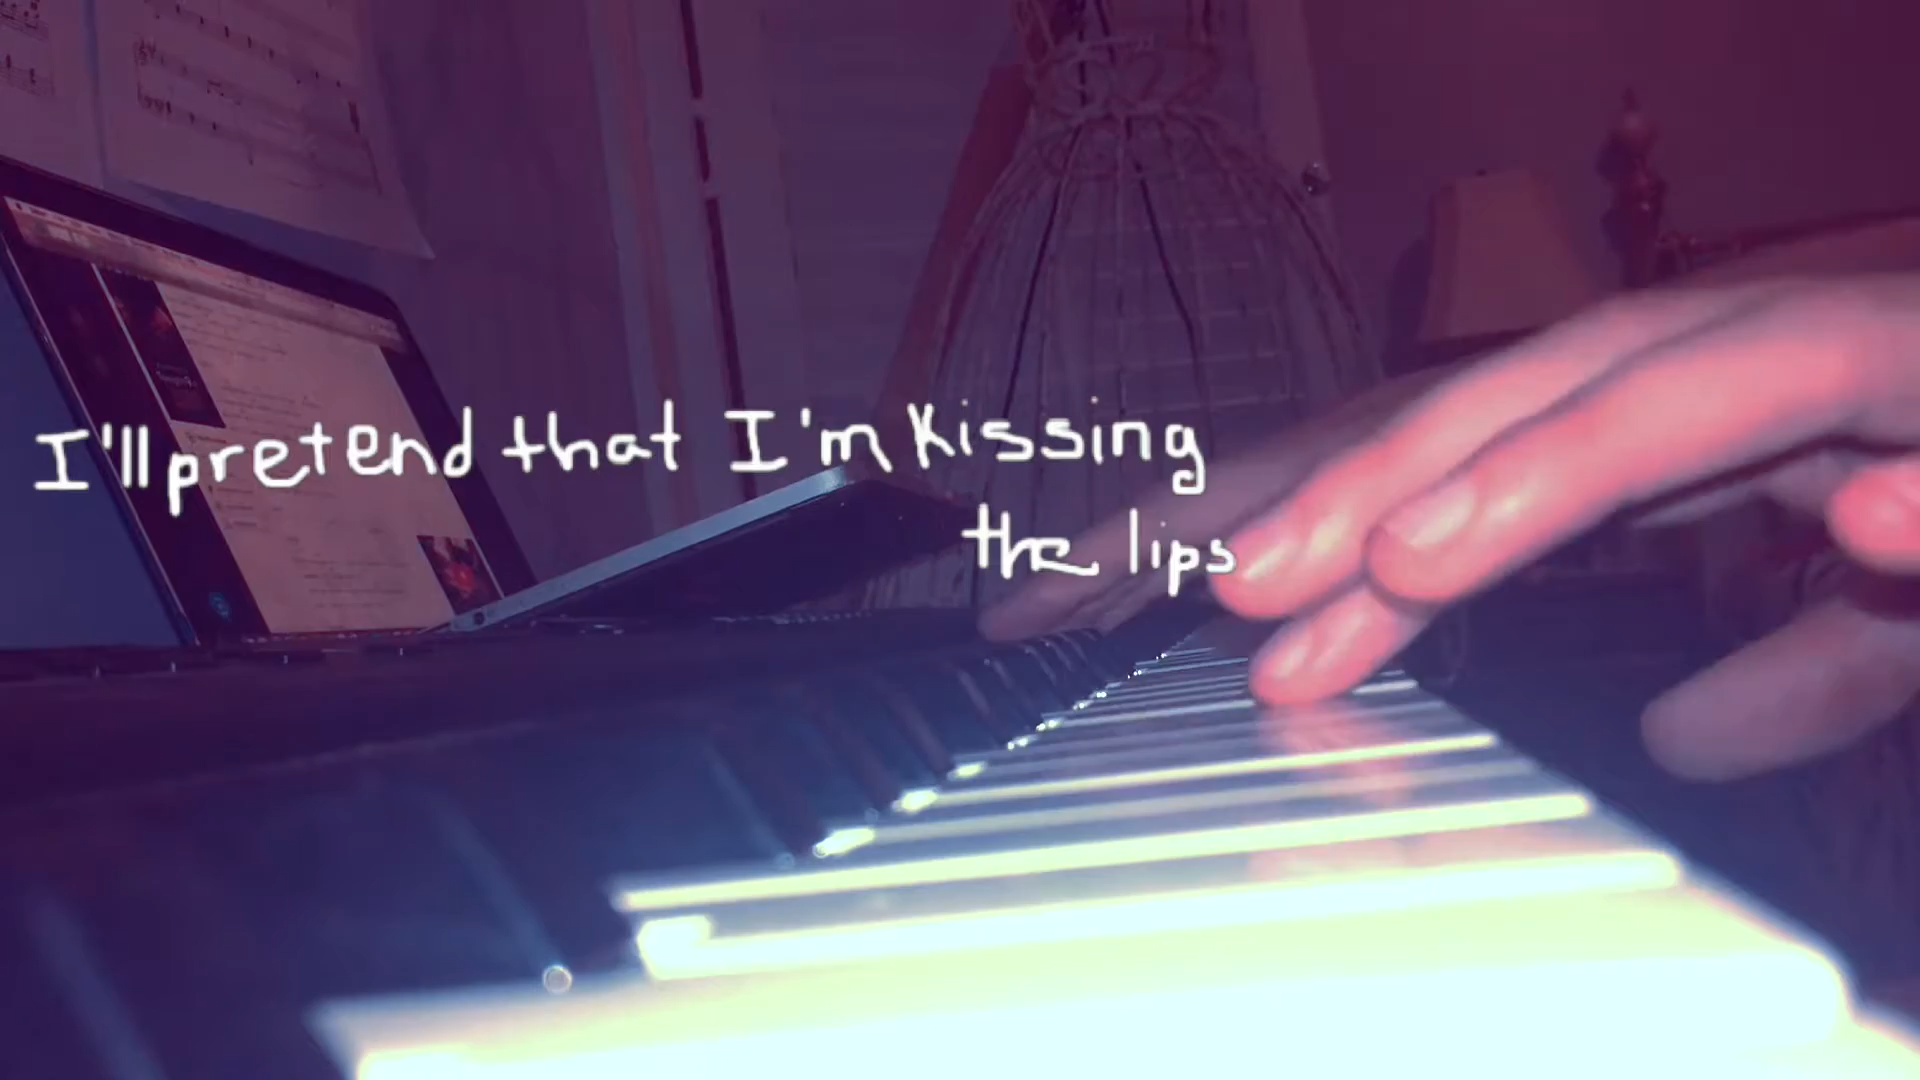 I'll pretend that I'm kissing
the lips